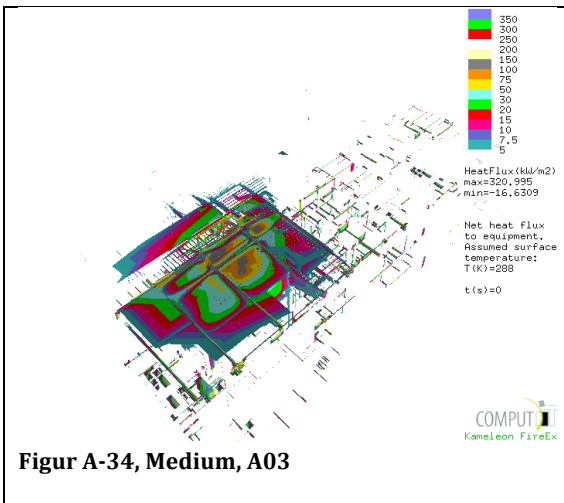 350
300
250
200
150
100
75
50
30
20
15
10
7.5
5
HeatFlux(kW/m2)
max=320.995
min=-16.6309
Net heat flux
to equipment.
Assumed surface
temperature:
T(K)=288
t(s)=0
COMPUT
Kameleon FireEx
Figur A-34, Medium, A03